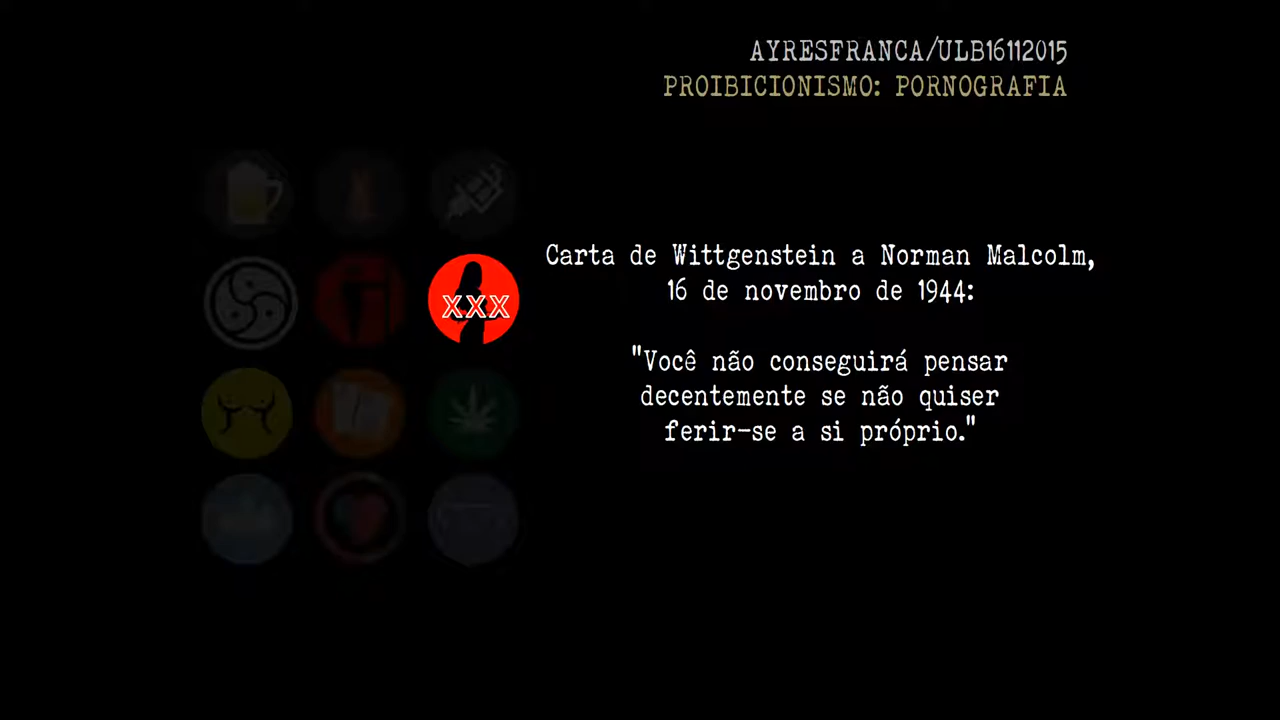 AYRESFRANCA/ULB16112015
PROIBICIONISMO: PORNOGRAFIA
XXX
Carta de Wittgenstein a Norman Malcolm,
16 de novembro de 1944:
"Você não conseguirá pensar
decentemente se não quiser
ferir-se a si próprio."